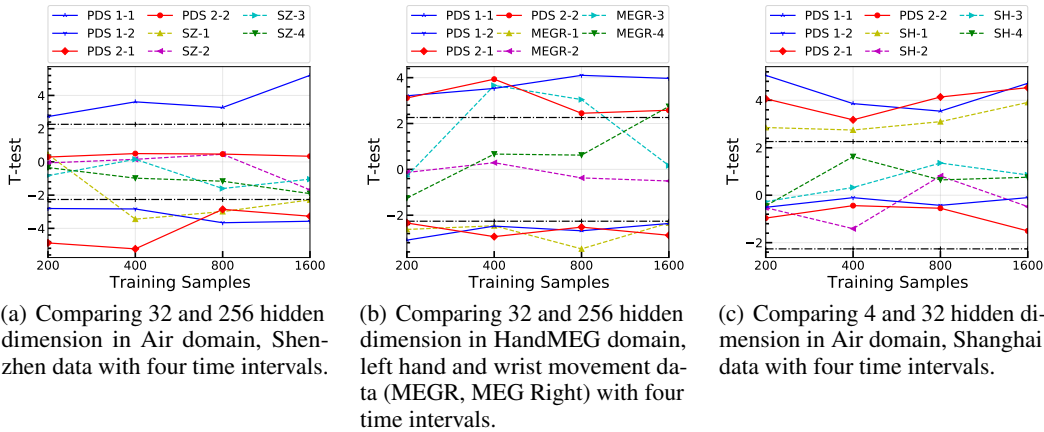 PDS 1-1 PDS 2-2 SZ-3
PDS 1-2 SZ-1 SZ-4
PDS 2-1 SZ-2
T-test
4
2
0
−2
−4
200 400 800 1600
Training Samples
(a) Comparing 32 and 256 hidden
dimension in Air domain, Shen-
zhen data with four time intervals.
PDS 1-1 PDS 2-2 MEGR-3
PDS 1-2 MEGR-1 MEGR-4
PDS 2-1 MEGR-2
4
2
0
−2
200 400 800 1600
Training Samples
(b) Comparing 32 and 256 hidden
dimension in HandMEG domain,
left hand and wrist movement da-
ta (MEGR, MEG Right) with four
time intervals.
PDS 1-1 PDS 2-2 SH-3
PDS 1-2 SH-1 SH-4
PDS 2-1 SH-2
T-test
4
2
0
−2
200 400 800 1600
Training Samples
(c) Comparing 4 and 32 hidden di-
mension in Air domain, Shanghai
data with four time intervals.